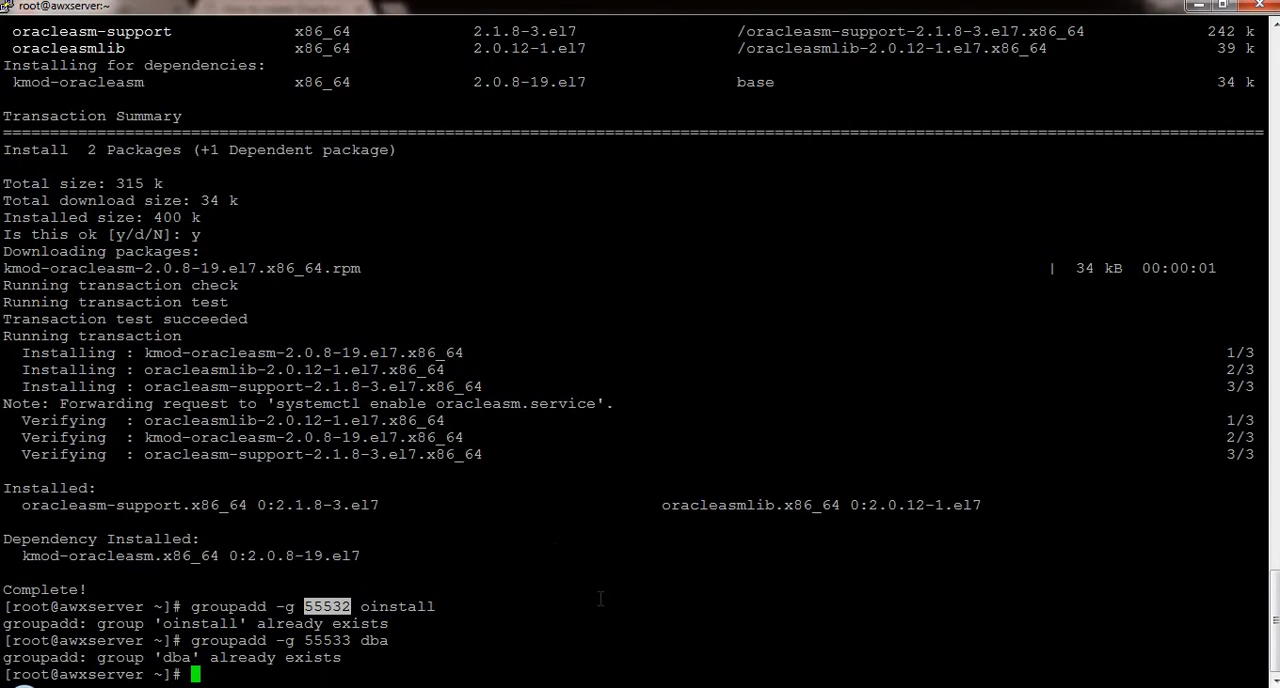 root@awxserver:~
oracleasm-support x86_64 2.1.8-3.el7 /oracleasm-support-2.1.8-3.el7.x86_64 242 k
oracleasmlib x86_64 2.0.12-1.el7 /oracleasmlib-2.0.12-1.el7.x86_64 39 k
Installing for dependencies:
kmod-oracleasm x86_64 2.0.8-19.el7 base 34 k
Transaction Summary
================================================================================
Install 2 Packages (+1 Dependent package)
Total size: 315 k
Total download size: 34 k
Installed size: 400 k
Is this ok [y/d/N]: y
Downloading packages:
kmod-oracleasm-2.0.8-19.el7.x86_64.rpm | 34 kB 00:00:01
Running transaction check
Running transaction test
Transaction test succeeded
Running transaction
Installing : kmod-oracleasm-2.0.8-19.el7.x86_64 1/3
Installing : oracleasmlib-2.0.12-1.el7.x86_64 2/3
Installing : oracleasm-support-2.1.8-3.el7.x86_64 3/3
Note: Forwarding request to 'systemctl enable oracleasm.service'.
Verifying : oracleasmlib-2.0.12-1.el7.x86_64 1/3
Verifying : kmod-oracleasm-2.0.8-19.el7.x86_64 2/3
Verifying : oracleasm-support-2.1.8-3.el7.x86_64 3/3
Installed:
oracleasm-support.x86_64 0:2.1.8-3.el7 oracleasmlib.x86_64 0:2.0.12-1.el7
Dependency Installed:
kmod-oracleasm.x86_64 0:2.0.8-19.el7
Complete!
[root@awxserver ~]# groupadd -g 55532 oinstall
groupadd: group 'oinstall' already exists
[root@awxserver ~]# groupadd -g 55533 dba
groupadd: group 'dba' already exists
[root@awxserver ~]#